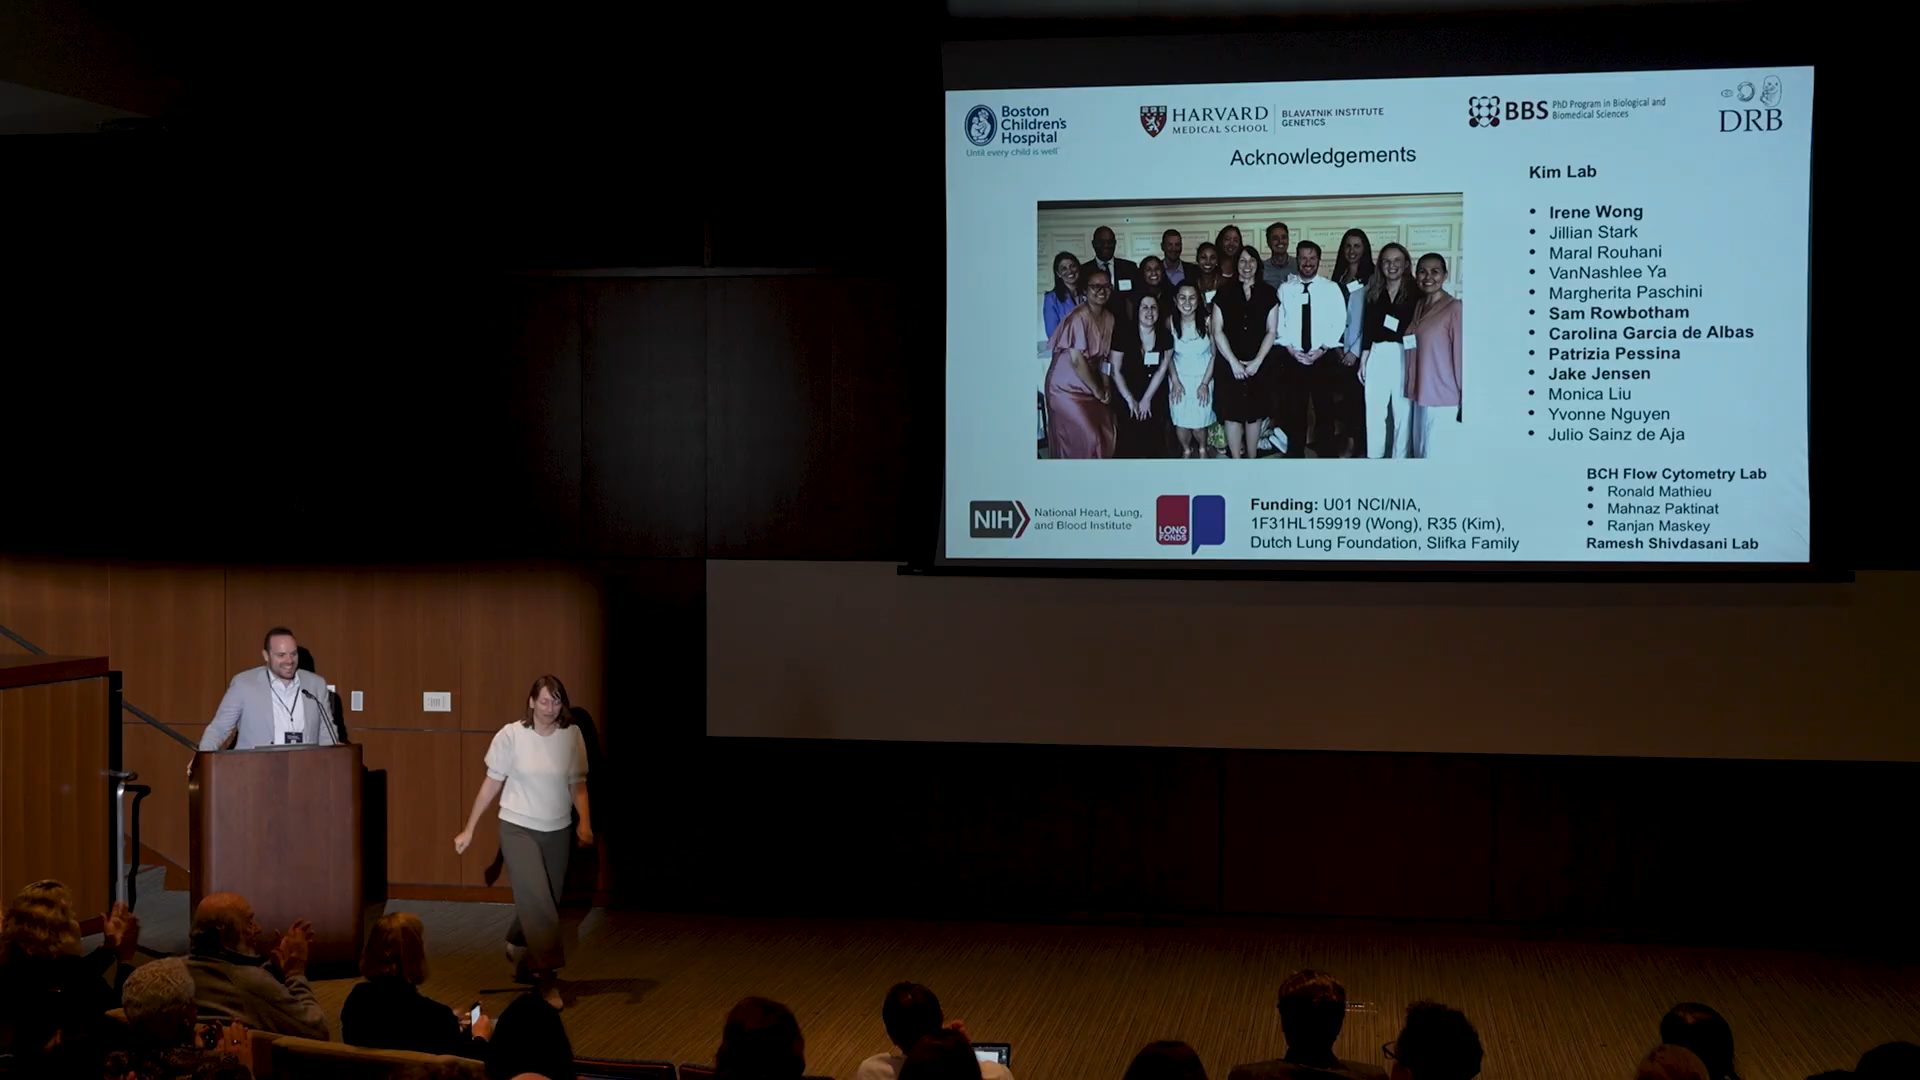 Boston
Children's
Hospital
Until every child is well
HARVARD
MEDICAL SCHOOL
BLAVATNIK INSTITUTE
GENETICS
BBS
PhD Program in Biological and
Biomedical Sciences
DRB
Acknowledgements
Kim Lab
• Irene Wong
• Jillian Stark
• Maral Rouhani
• VanNashlee Ya
• Margherita Paschini
• Sam Rowbotham
• Carolina Garcia de Albas
• Patrizia Pessina
• Jake Jensen
• Monica Liu
• Yvonne Nguyen
• Julio Sainz de Aja
BCH Flow Cytometry Lab
• Ronald Mathieu
• Mahnaz Paktinat
• Ranjan Maskey
Ramesh Shivdasani Lab
NIH
National Heart, Lung,
and Blood Institute
LONG
FONDS
Funding: U01 NCI/NIA,
1F31HL159919 (Wong), R35 (Kim),
Dutch Lung Foundation, Slifka Family